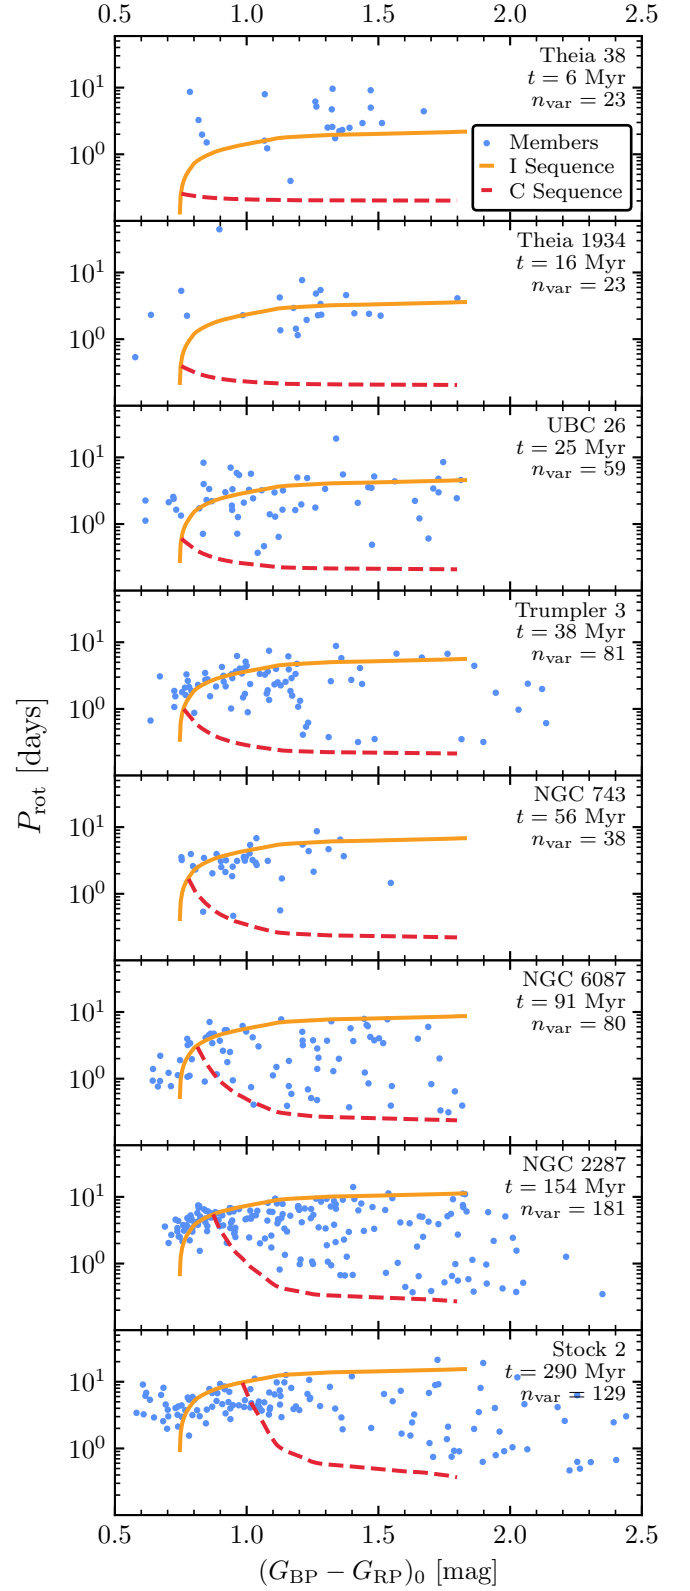 0.5 1.0 1.5 2.0 2.5
Theia 38
t = 6 Myr
n_var = 23
10^1
10^0
Members
I Sequence
C Sequence
Theia 1934
t = 16 Myr
n_var = 23
10^1
10^0
UBC 26
t = 25 Myr
n_var = 59
10^1
10^0
Trumpler 3
t = 38 Myr
n_var = 81
10^1
10^0
P_rot [days]
NGC 743
t = 56 Myr
n_var = 38
10^1
10^0
NGC 6087
t = 91 Myr
n_var = 80
10^1
10^0
NGC 2287
t = 154 Myr
n_var = 181
10^1
10^0
Stock 2
t = 290 Myr
n_var = 129
10^1
10^0
0.5 1.0 1.5 2.0 2.5
(G_BP − G_RP)_0 [mag]